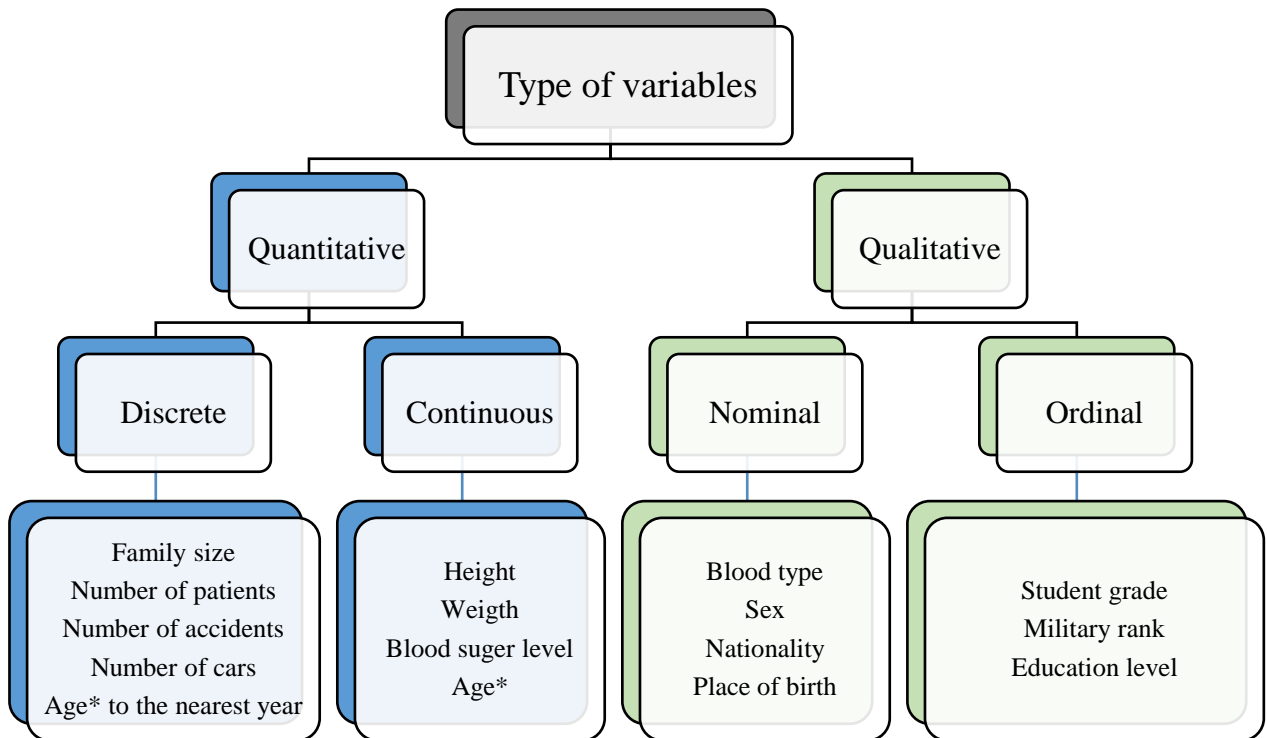 Type of variables
Quantitative
Qualitative
Discrete
Continuous
Nominal
Ordinal
Family size
Number of patients
Number of accidents
Number of cars
Age* to the nearest year
Height
Weigth
Blood suger level
Age*
Blood type
Sex
Nationality
Place of birth
Student grade
Military rank
Education level